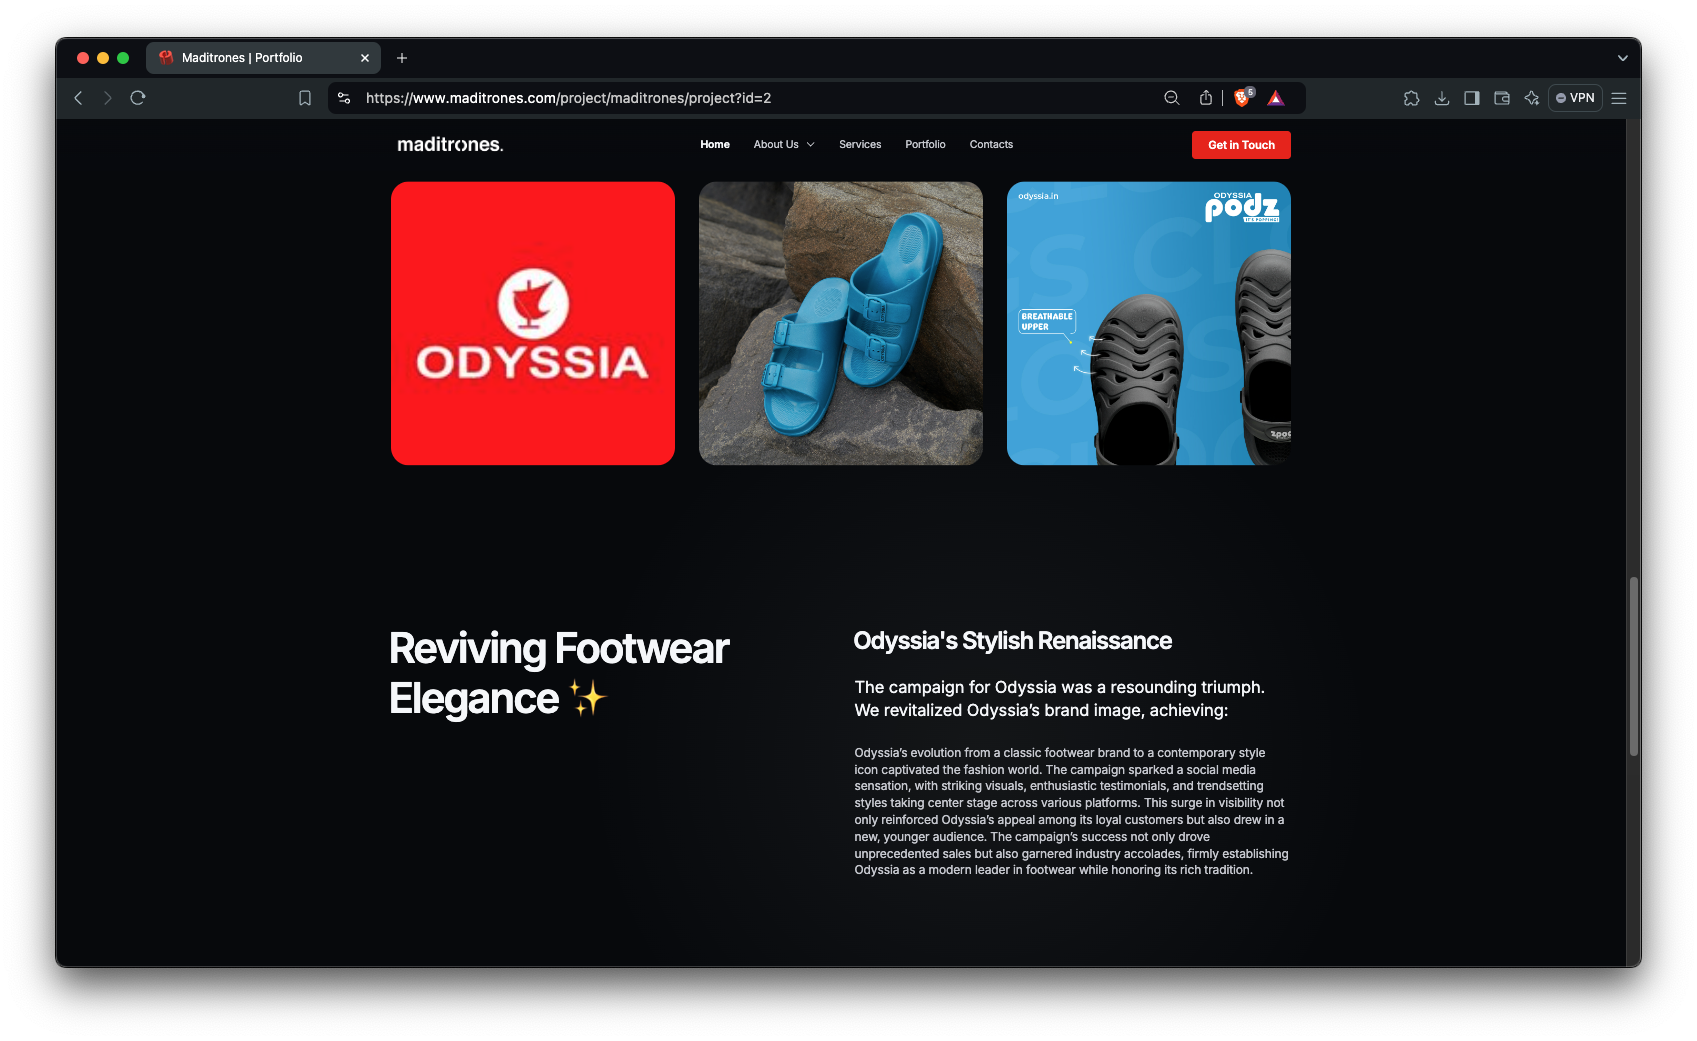 Maditrones | Portfolio
https://www.maditrones.com/project/maditrones/project?id=2
5
VPN
maditrones.
Home
About Us
Services
Portfolio
Contacts
Get in Touch
ODYSSIA
odyssia.in
ODYSSIA
podz
BREATHABLE
UPPER
Reviving Footwear
Elegance ✨
Odyssia's Stylish Renaissance
The campaign for Odyssia was a resounding triumph.
We revitalized Odyssia’s brand image, achieving:
Odyssia’s evolution from a classic footwear brand to a contemporary style
icon captivated the fashion world. The campaign sparked a social media
sensation, with striking visuals, enthusiastic testimonials, and trendsetting
styles taking center stage across various platforms. This surge in visibility not
only reinforced Odyssia’s appeal among its loyal customers but also drew in a
new, younger audience. The campaign’s success not only drove
unprecedented sales but also garnered industry accolades, firmly establishing
Odyssia as a modern leader in footwear while honoring its rich tradition.